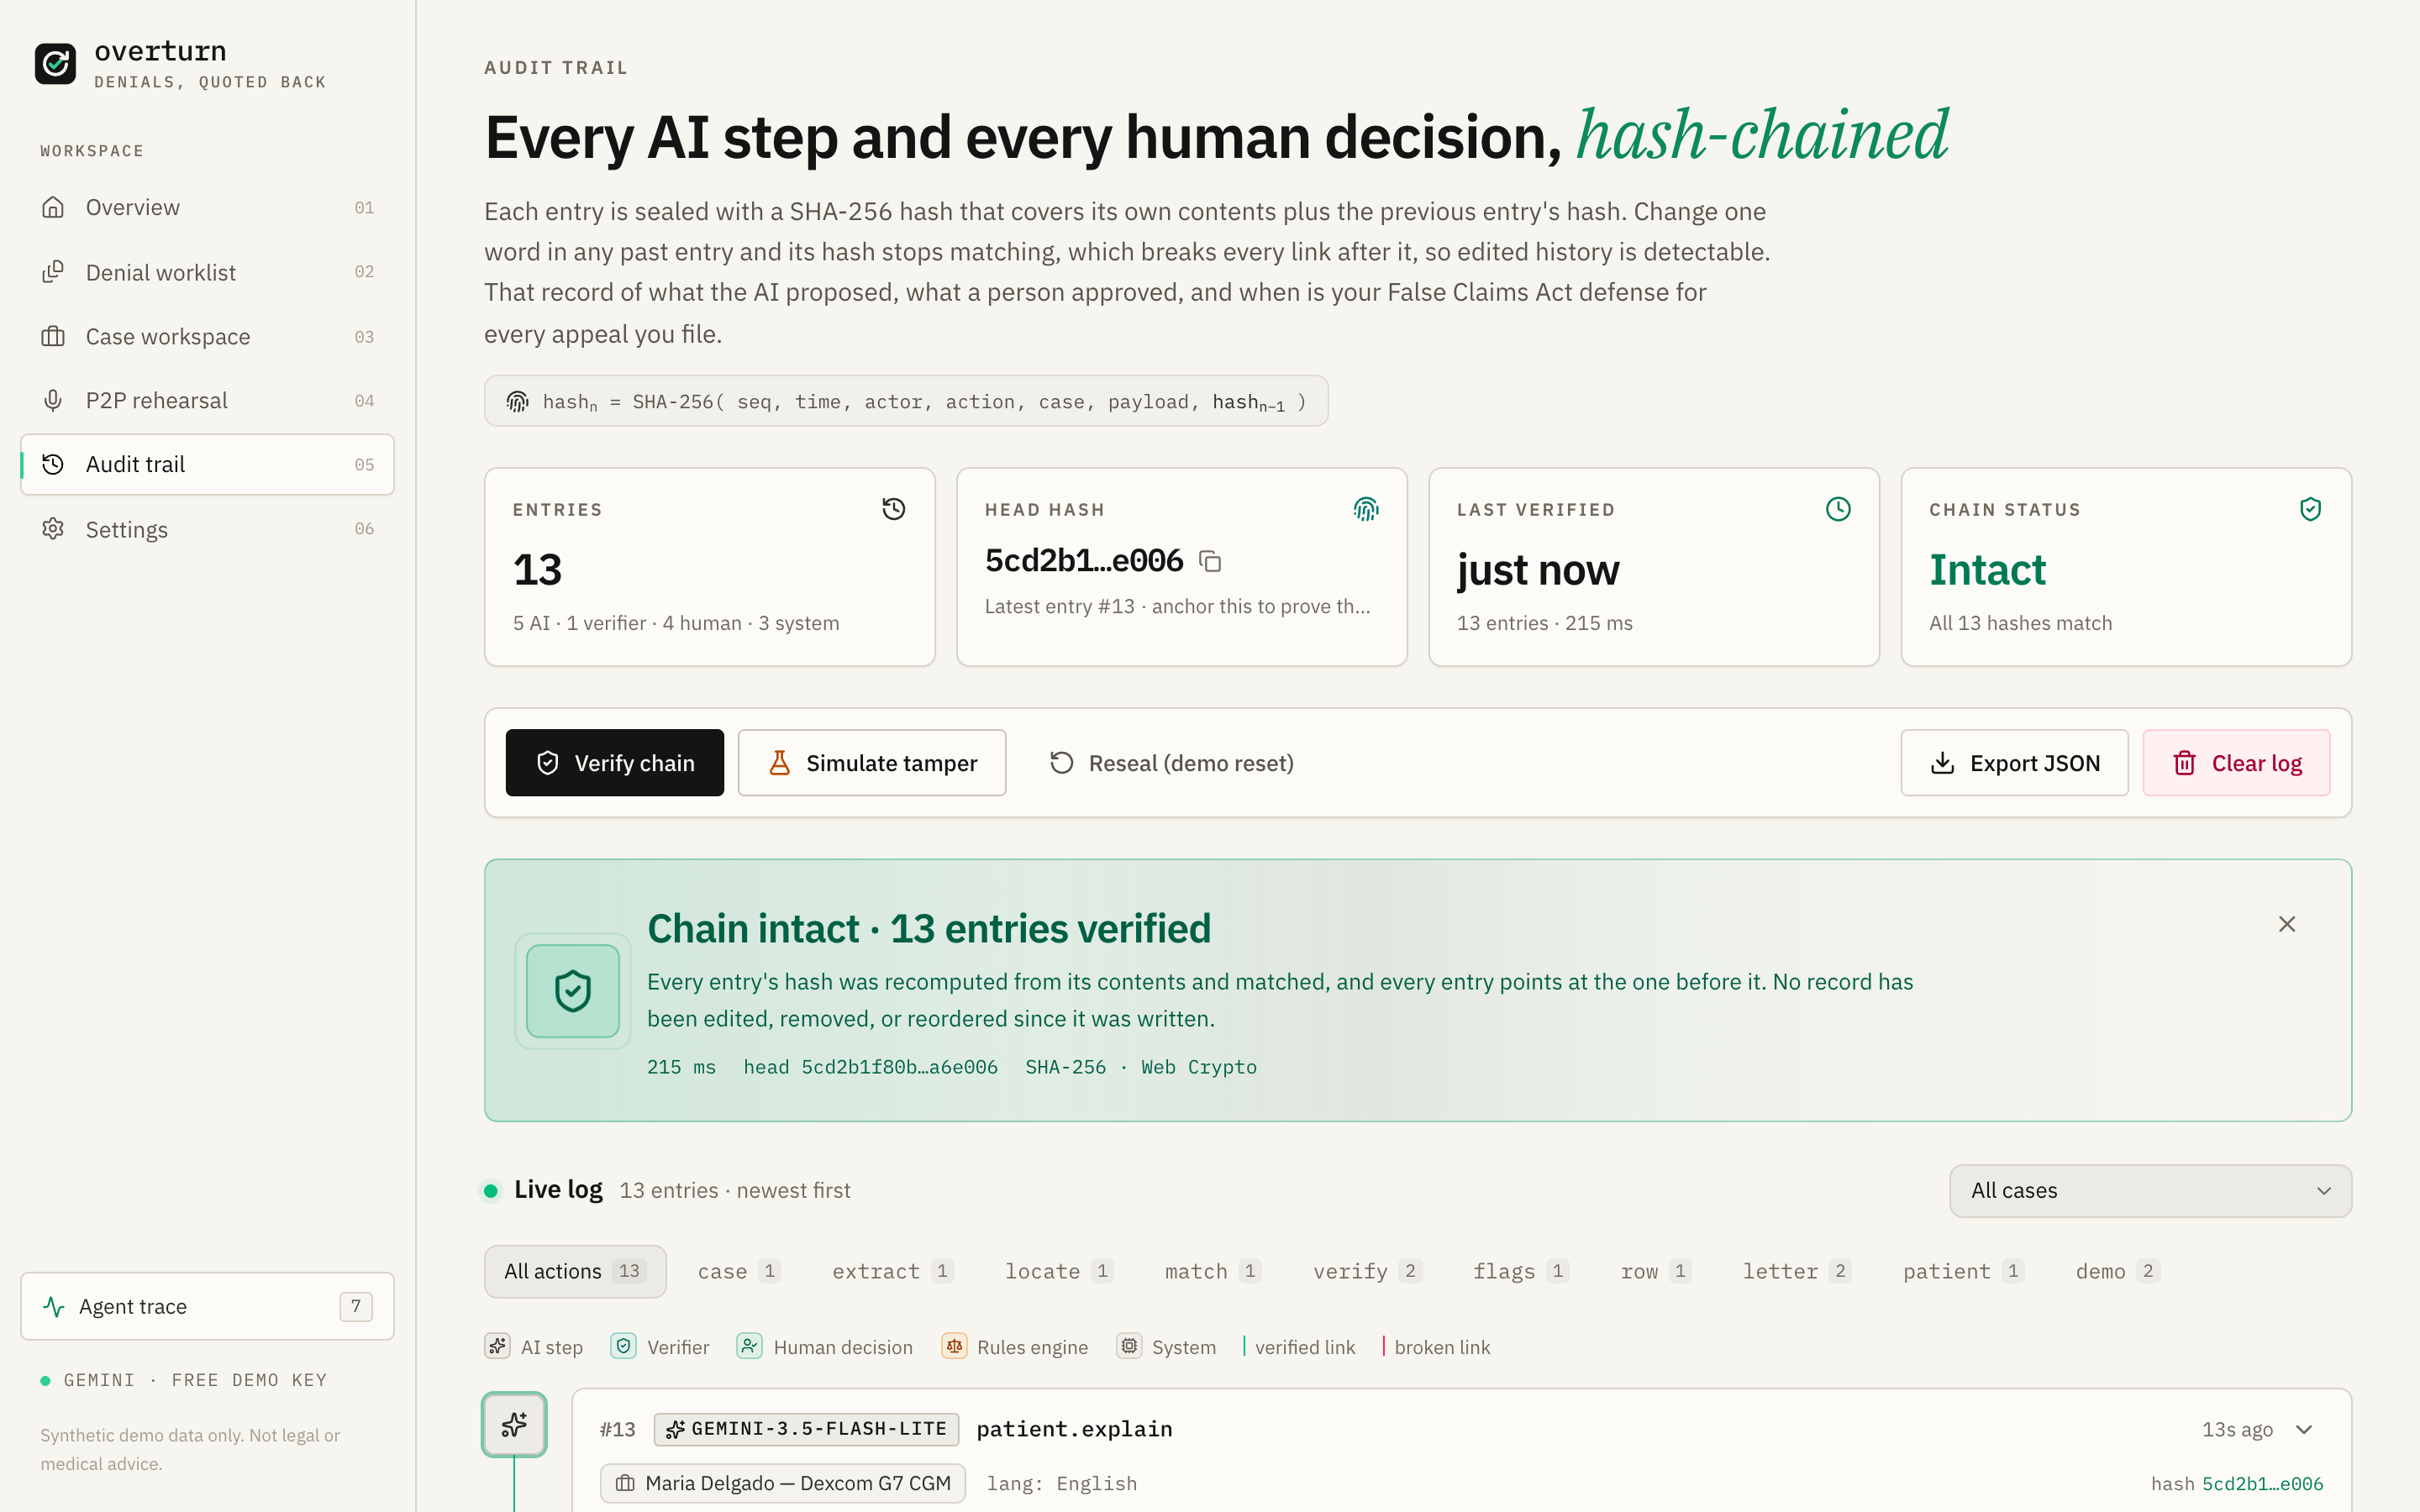 overturn
DENIALS, QUOTED BACK
WORKSPACE
Overview 01
Denial worklist 02
Case workspace 03
P2P rehearsal 04
Audit trail 05
Settings 06
Agent trace 7
GEMINI · FREE DEMO KEY
Synthetic demo data only. Not legal or
medical advice.
AUDIT TRAIL
Every AI step and every human decision, hash-chained
Each entry is sealed with a SHA-256 hash that covers its own contents plus the previous entry's hash. Change one
word in any past entry and its hash stops matching, which breaks every link after it, so edited history is detectable.
That record of what the AI proposed, what a person approved, and when is your False Claims Act defense for
every appeal you file.
hashn = SHA-256( seq, time, actor, action, case, payload, hashn−1 )
ENTRIES
13
5 AI · 1 verifier · 4 human · 3 system
HEAD HASH
5cd2b1…e006
Latest entry #13 · anchor this to prove th…
LAST VERIFIED
just now
13 entries · 215 ms
CHAIN STATUS
Intact
All 13 hashes match
Verify chain Simulate tamper Reseal (demo reset) Export JSON Clear log
Chain intact · 13 entries verified
Every entry's hash was recomputed from its contents and matched, and every entry points at the one before it. No record has
been edited, removed, or reordered since it was written.
215 ms head 5cd2b1f80b…a6e006 SHA-256 · Web Crypto
Live log 13 entries · newest first All cases
All actions 13 case 1 extract 1 locate 1 match 1 verify 2 flags 1 row 1 letter 2 patient 1 demo 2
AI step Verifier Human decision Rules engine System verified link broken link
#13 GEMINI-3.5-FLASH-LITE patient.explain 13s ago
Maria Delgado — Dexcom G7 CGM lang: English hash 5cd2b1…e006